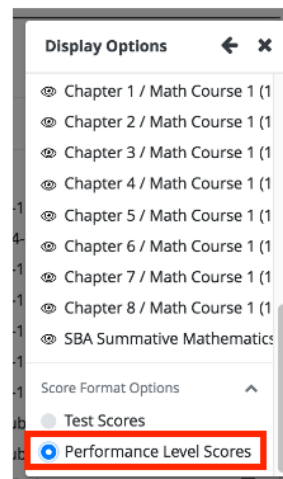 Display Options
Chapter 1 / Math Course 1 (1
Chapter 2 / Math Course 1 (1
Chapter 3 / Math Course 1 (1
Chapter 4 / Math Course 1 (1
Chapter 5 / Math Course 1 (1
Chapter 6 / Math Course 1 (1
Chapter 7 / Math Course 1 (1
Chapter 8 / Math Course 1 (1
SBA Summative Mathematics
Score Format Options
Test Scores
Performance Level Scores